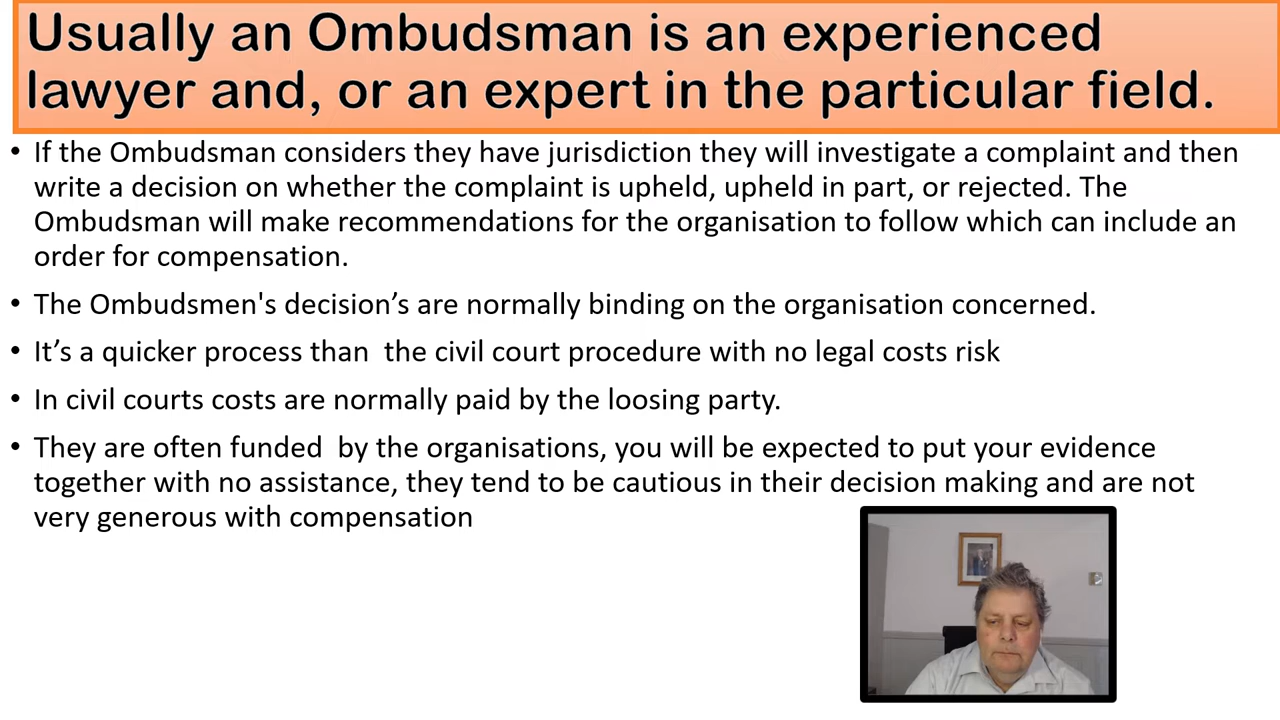 Usually an Ombudsman is an experienced
lawyer and, or an expert in the particular field.
• If the Ombudsman considers they have jurisdiction they will investigate a complaint and then
write a decision on whether the complaint is upheld, upheld in part, or rejected. The
Ombudsman will make recommendations for the organisation to follow which can include an
order for compensation.
• The Ombudsmen's decision’s are normally binding on the organisation concerned.
• It’s a quicker process than  the civil court procedure with no legal costs risk
• In civil courts costs are normally paid by the loosing party.
• They are often funded  by the organisations, you will be expected to put your evidence
together with no assistance, they tend to be cautious in their decision making and are not
very generous with compensation